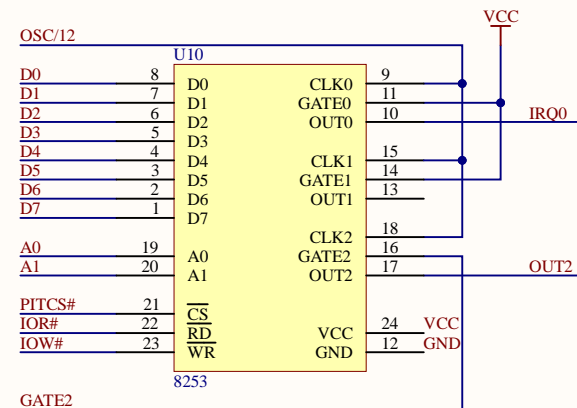 VCC
OSC/12
U10
D0 8 D0 CLK0 9
D1 7 D1 GATE0 11
D2 6 D2 OUT0 10 IRQ0
D3 5 D3
D4 4 D4 CLK1 15
D5 3 D5 GATE1 14
D6 2 D6 OUT1 13
D7 1 D7
CLK2 18
A0 19 A0 GATE2 16
A1 20 A1 OUT2 17 OUT2
PITCS# 21 CS
IOR# 22 RD VCC 24 VCC
IOW# 23 WR GND 12 GND
8253
GATE2